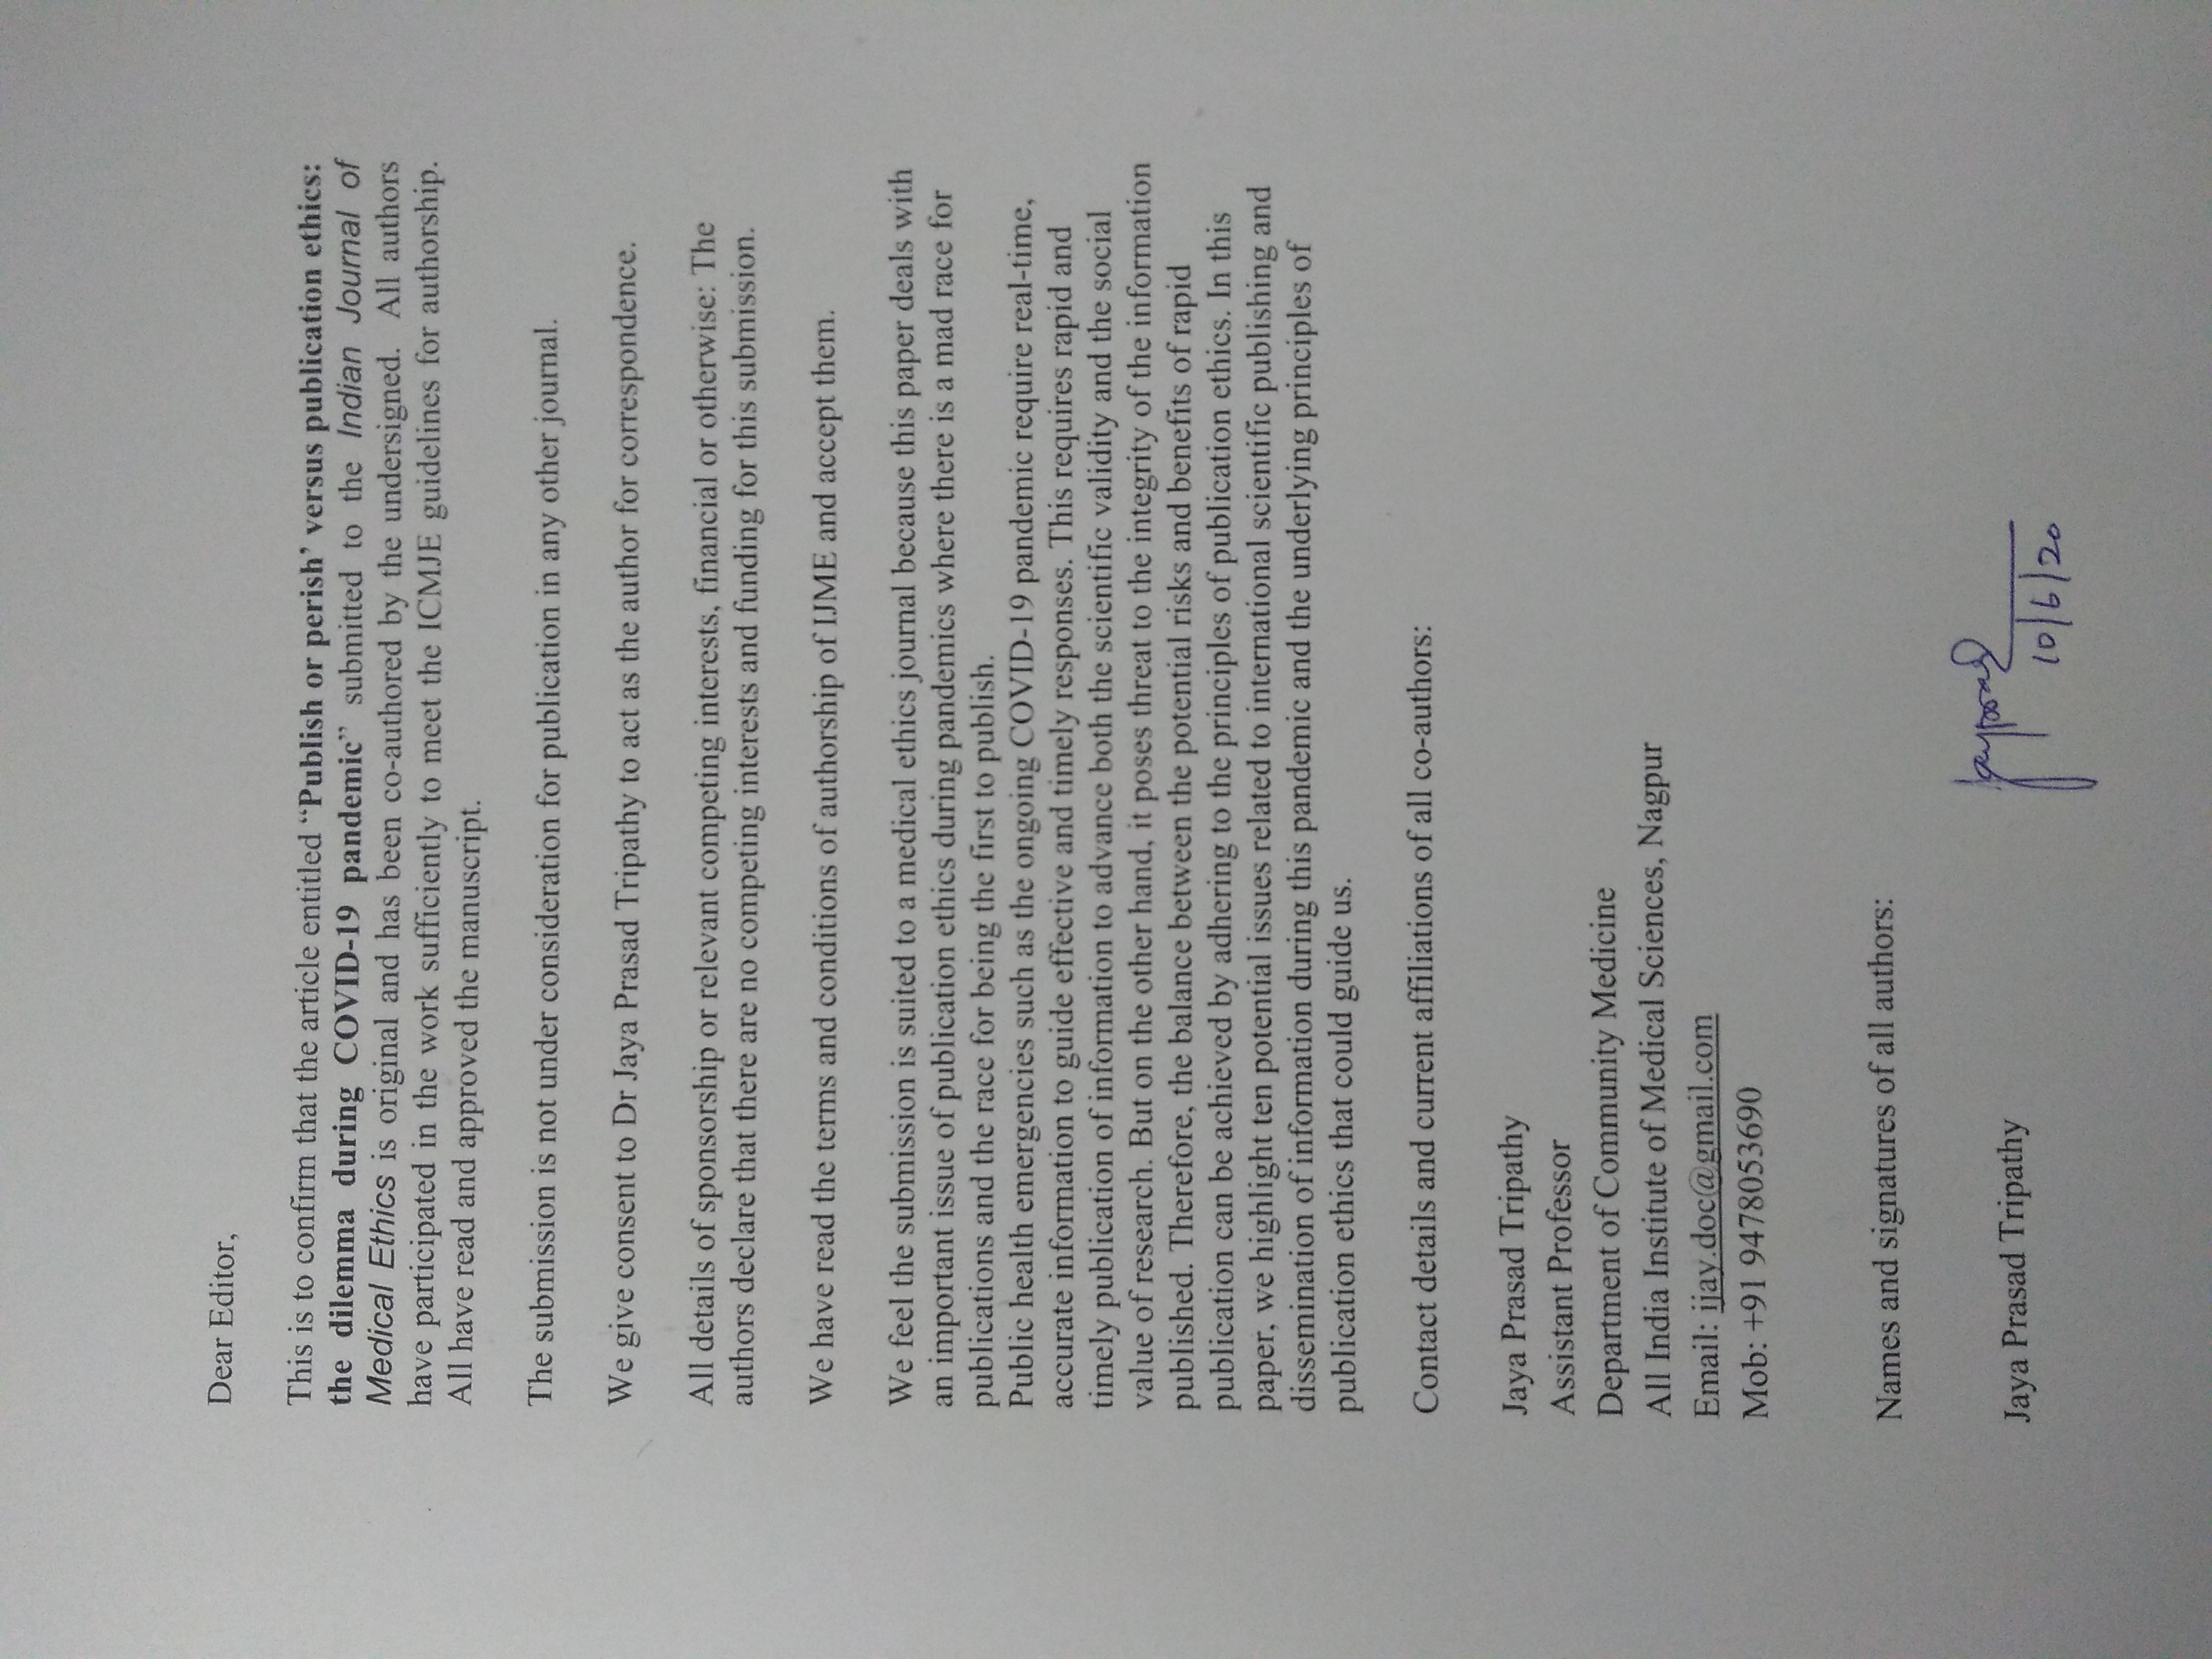 Dear Editor,
This is to confirm that the article entitled “Publish or perish’ versus publication ethics:
the dilemma during COVID-19 pandemic” submitted to the Indian Journal of
Medical Ethics is original and has been co-authored by the undersigned. All authors
have participated in the work sufficiently to meet the ICMJE guidelines for authorship.
All have read and approved the manuscript.
The submission is not under consideration for publication in any other journal.
We give consent to Dr Jaya Prasad Tripathy to act as the author for correspondence.
All details of sponsorship or relevant competing interests, financial or otherwise: The
authors declare that there are no competing interests and funding for this submission.
We have read the terms and conditions of authorship of IJME and accept them.
We feel the submission is suited to a medical ethics journal because this paper deals with
an important issue of publication ethics during pandemics where there is a mad race for
publications and the race for being the first to publish.
Public health emergencies such as the ongoing COVID-19 pandemic require real-time,
accurate information to guide effective and timely responses. This requires rapid and
timely publication of information to advance both the scientific validity and the social
value of research. But on the other hand, it poses threat to the integrity of the information
published. Therefore, the balance between the potential risks and benefits of rapid
publication can be achieved by adhering to the principles of publication ethics. In this
paper, we highlight ten potential issues related to international scientific publishing and
dissemination of information during this pandemic and the underlying principles of
publication ethics that could guide us.
Contact details and current affiliations of all co-authors:
Jaya Prasad Tripathy
Assistant Professor
Department of Community Medicine
All India Institute of Medical Sciences, Nagpur
Email: ijay.doc@gmail.com
Mob: +91 9478053690
Names and signatures of all authors:
Jaya Prasad Tripathy
10/6/20